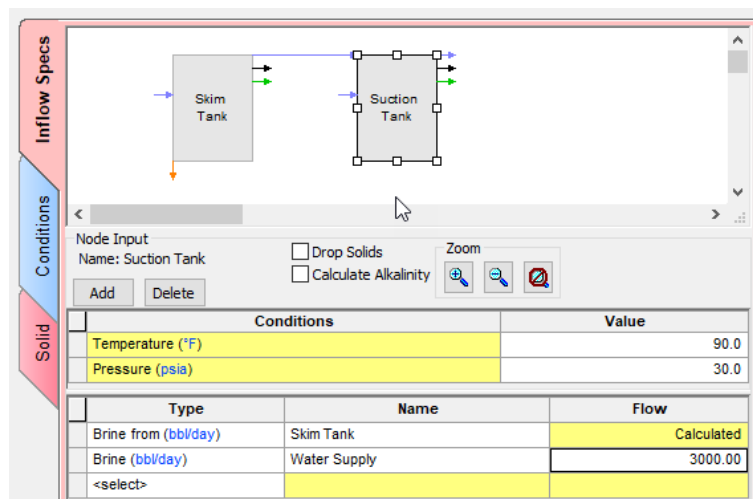 Inflow Specs
Conditions
Solid
Skim
Tank
Suction
Tank
Node Input
Name: Suction Tank
Add
Delete
Drop Solids
Calculate Alkalinity
Zoom
Conditions Value
Temperature (°F) 90.0
Pressure (psia) 30.0
Type Name Flow
Brine from (bbl/day) Skim Tank Calculated
Brine (bbl/day) Water Supply 3000.00
<select>